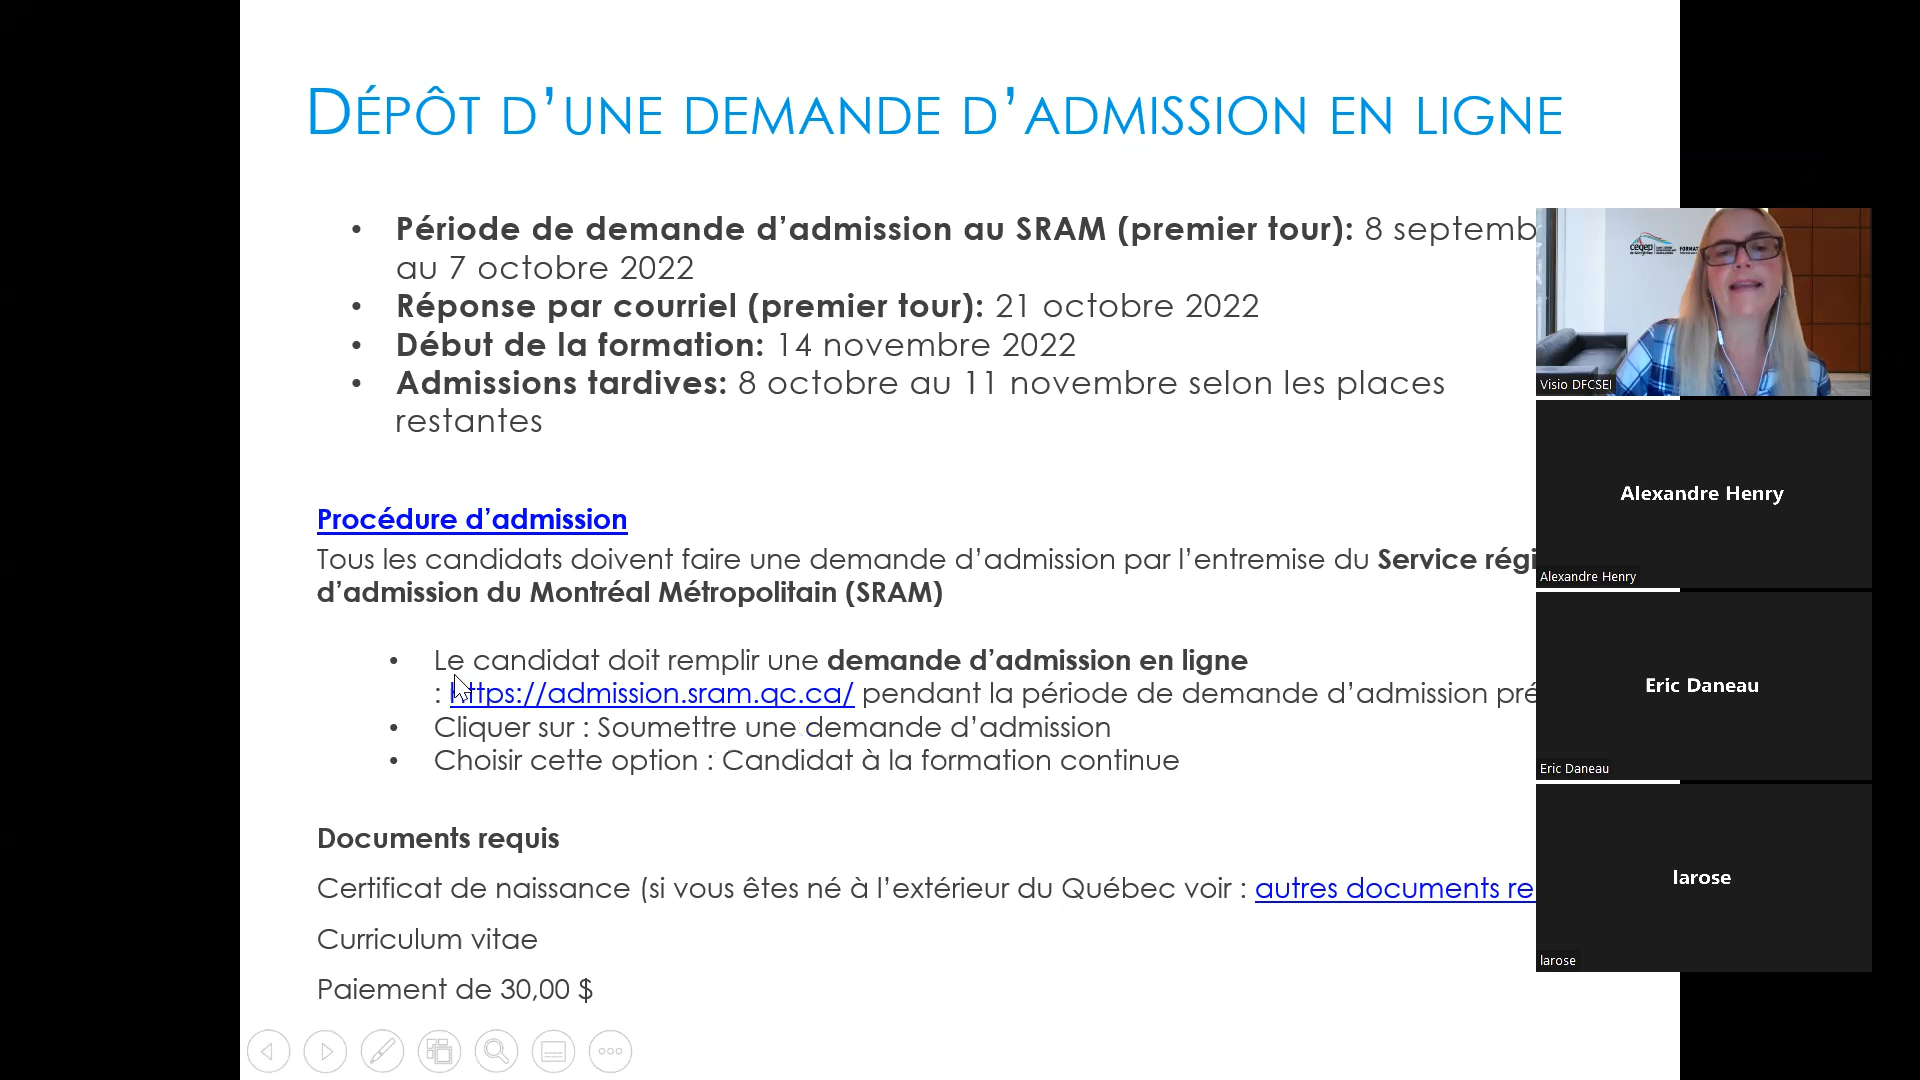 DÉPÔT D’UNE DEMANDE D’ADMISSION EN LIGNE
• Période de demande d’admission au SRAM (premier tour): 8 septemb
au 7 octobre 2022
• Réponse par courriel (premier tour): 21 octobre 2022
• Début de la formation: 14 novembre 2022
• Admissions tardives: 8 octobre au 11 novembre selon les places
restantes
Procédure d’admission
Tous les candidats doivent faire une demande d’admission par l’entremise du Service régi
d’admission du Montréal Métropolitain (SRAM)
• Le candidat doit remplir une demande d’admission en ligne
: https://admission.sram.qc.ca/ pendant la période de demande d’admission pré
• Cliquer sur : Soumettre une demande d’admission
• Choisir cette option : Candidat à la formation continue
Documents requis
Certificat de naissance (si vous êtes né à l’extérieur du Québec voir : autres documents re
Curriculum vitae
Paiement de 30,00 $
cegep
Visio DFCSEI
Alexandre Henry
Alexandre Henry
Eric Daneau
Eric Daneau
larose
larose